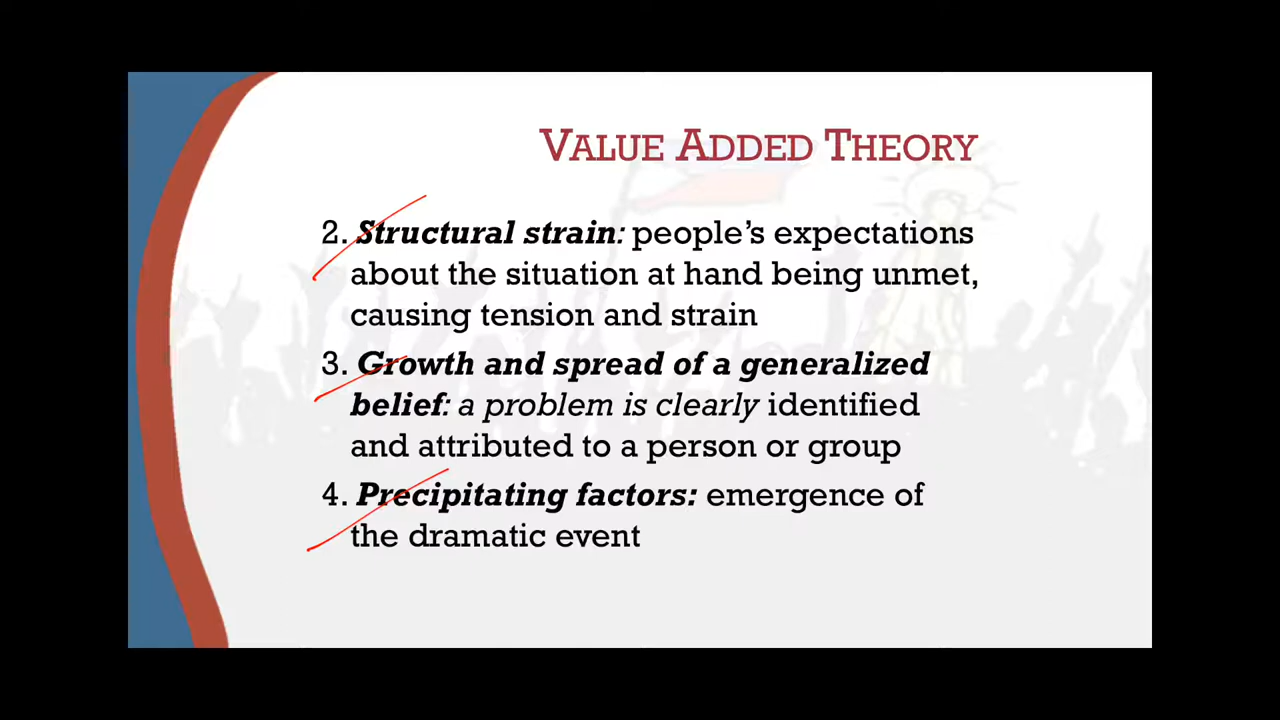 VALUE ADDED THEORY
2. Structural strain: people’s expectations
about the situation at hand being unmet,
causing tension and strain
3. Growth and spread of a generalized
belief: a problem is clearly identified
and attributed to a person or group
4. Precipitating factors: emergence of
the dramatic event